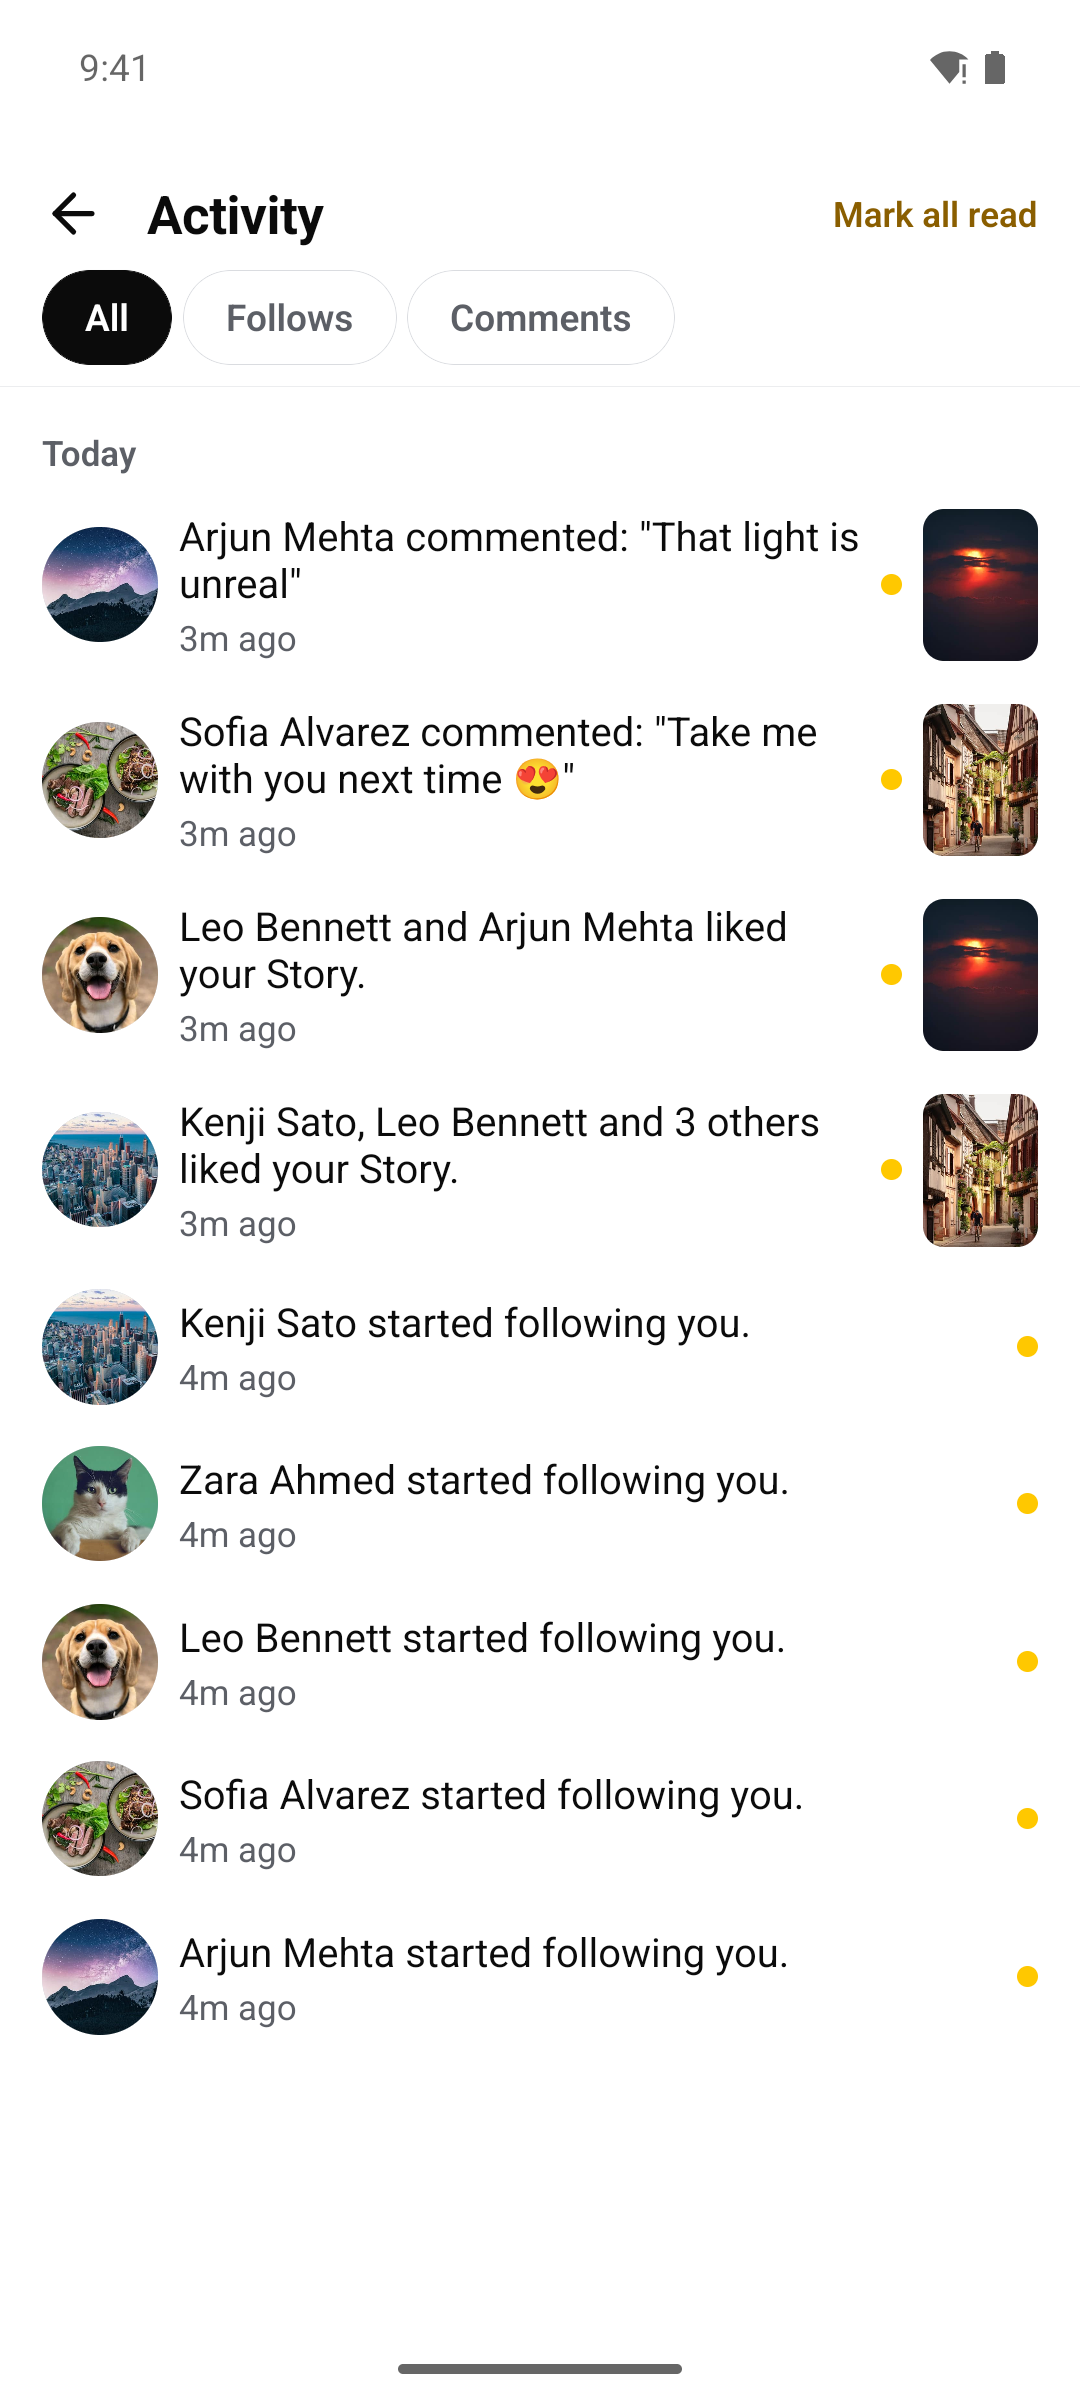 9:41
Activity
Mark all read
All
Follows
Comments
Today
Arjun Mehta commented: "That light is
unreal"
3m ago
Sofia Alvarez commented: "Take me
with you next time 😍"
3m ago
Leo Bennett and Arjun Mehta liked
your Story.
3m ago
Kenji Sato, Leo Bennett and 3 others
liked your Story.
3m ago
Kenji Sato started following you.
4m ago
Zara Ahmed started following you.
4m ago
Leo Bennett started following you.
4m ago
Sofia Alvarez started following you.
4m ago
Arjun Mehta started following you.
4m ago